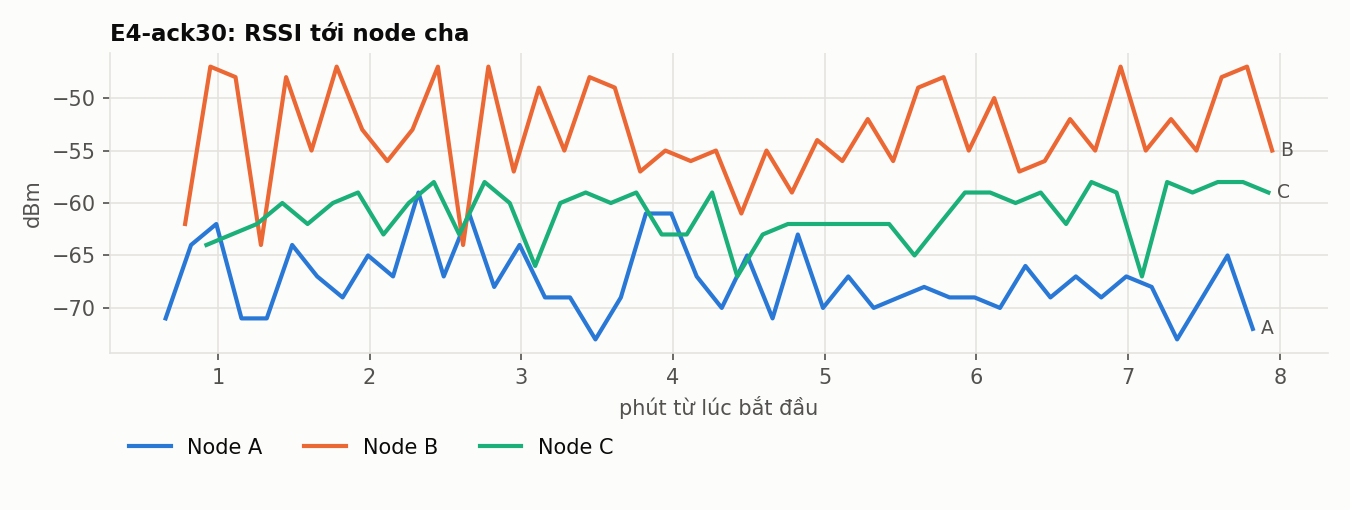 E4-ack30: RSSI tới node cha
dBm
−50
−55
−60
−65
−70
B
C
A
1 2 3 4 5 6 7 8
phút từ lúc bắt đầu
Node A Node B Node C